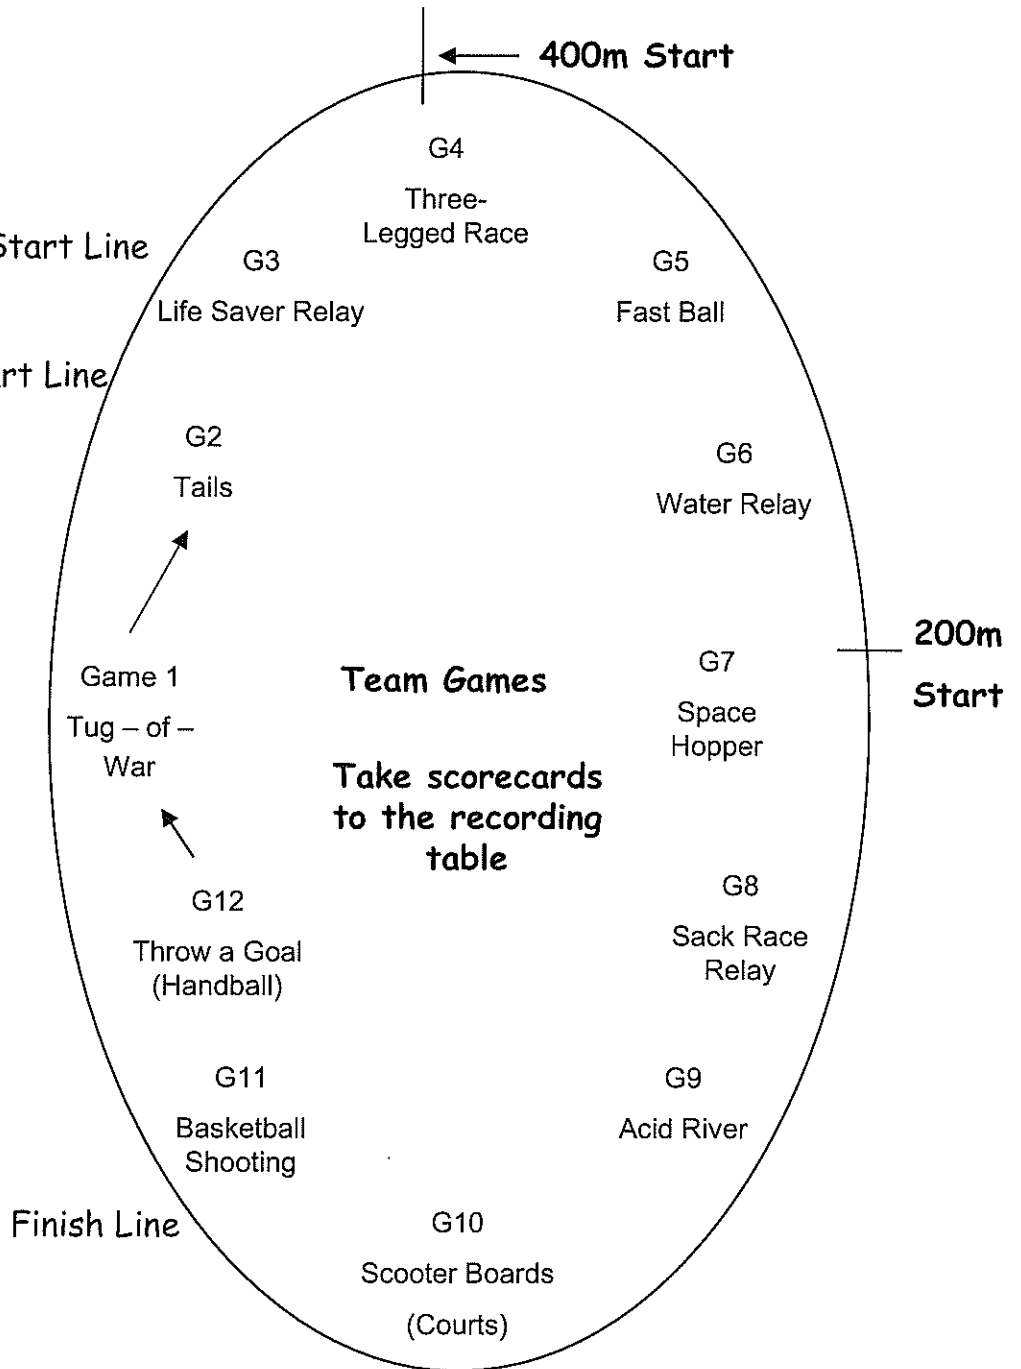 400m Start
G4
Three-
Legged Race
Start Line
G3
Life Saver Relay
G5
Fast Ball
Line
G2
Tails
G6
Water Relay
200m
Start
Game 1
Tug – of –
War
Team Games
G7
Space
Hopper
Take scorecards
to the recording
table
G12
Throw a Goal
(Handball)
G8
Sack Race
Relay
G11
Basketball
Shooting
G9
Acid River
Finish Line
G10
Scooter Boards
(Courts)